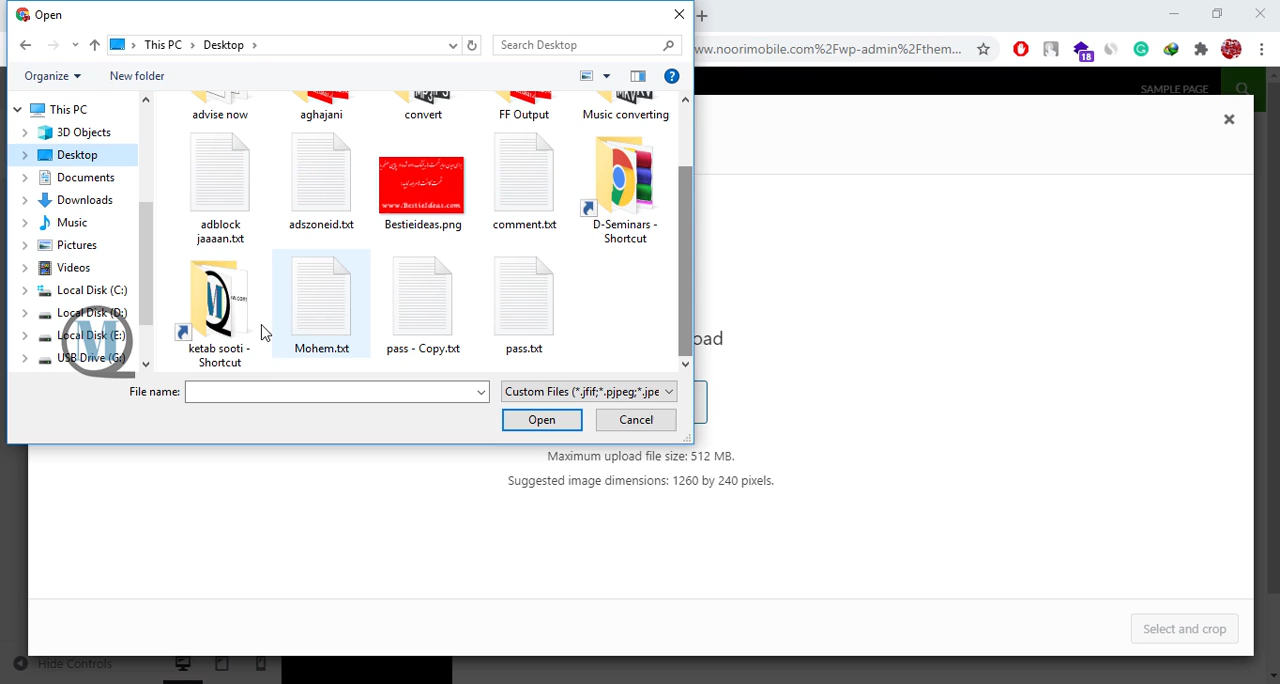 Open
ww.noorimobile.com%2Fwp-admin%2Fthem...
18
This PC
Desktop
Search Desktop
Organize
New folder
SAMPLE PAGE
This PC
3D Objects
Desktop
Documents
Downloads
Music
Pictures
Videos
Local Disk (C:)
Local Disk (D:)
Local Disk (E:)
USB Drive (G:)
advise now
aghajani
convert
FF Output
Music converting
www.BestieIdeas.com
adblock
jaaaan.txt
adszoneid.txt
Bestieideas.png
comment.txt
D-Seminars -
Shortcut
ketab sooti -
Shortcut
Mohem.txt
pass - Copy.txt
pass.txt
File name:
Custom Files (*.jfif;*.pjpeg;*.jpe
Open
Cancel
oad
Maximum upload file size: 512 MB.
Suggested image dimensions: 1260 by 240 pixels.
Select and crop
Hide Controls